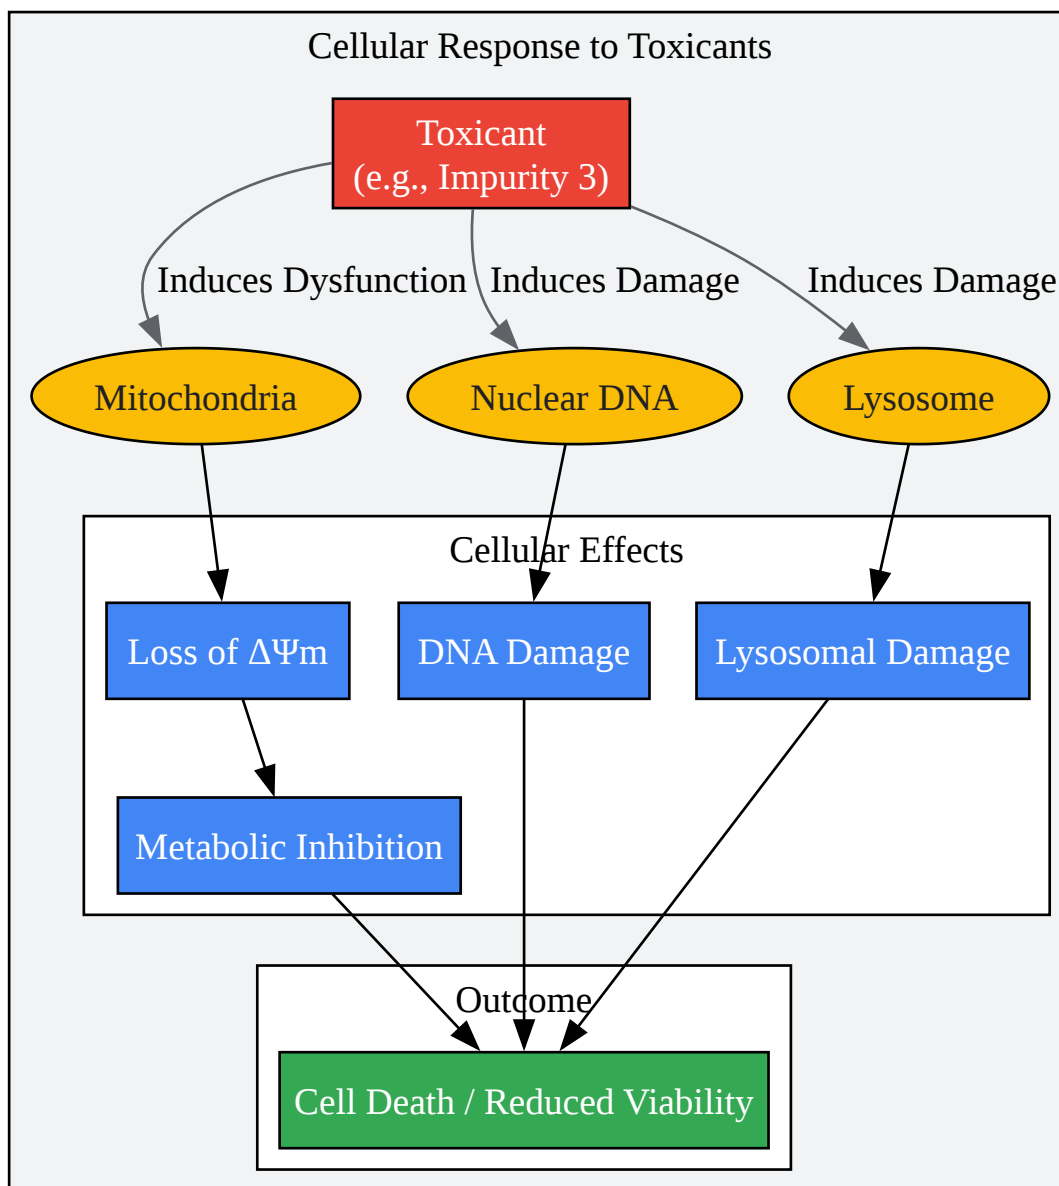 Cellular Response to Toxicants
Toxicant
(e.g., Impurity 3)
Induces Dysfunction
Induces Damage
Induces Damage
Mitochondria
Nuclear DNA
Lysosome
Cellular Effects
Loss of ΔΨm
DNA Damage
Lysosomal Damage
Metabolic Inhibition
Outcome
Cell Death / Reduced Viability